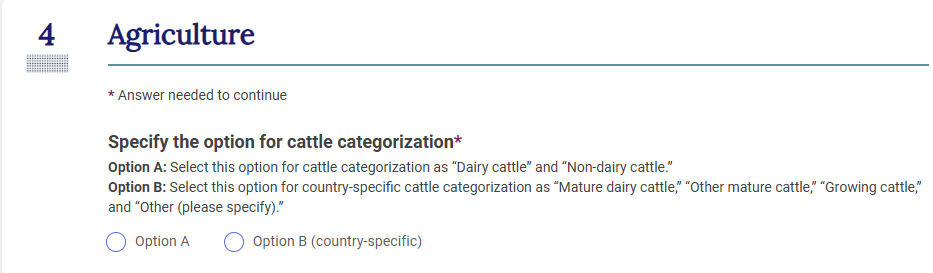 4
Agriculture
* Answer needed to continue
Specify the option for cattle categorization*
Option A: Select this option for cattle categorization as “Dairy cattle” and “Non-dairy cattle.”
Option B: Select this option for country-specific cattle categorization as “Mature dairy cattle,” “Other mature cattle,” “Growing cattle,”
and “Other (please specify).”
Option A Option B (country-specific)